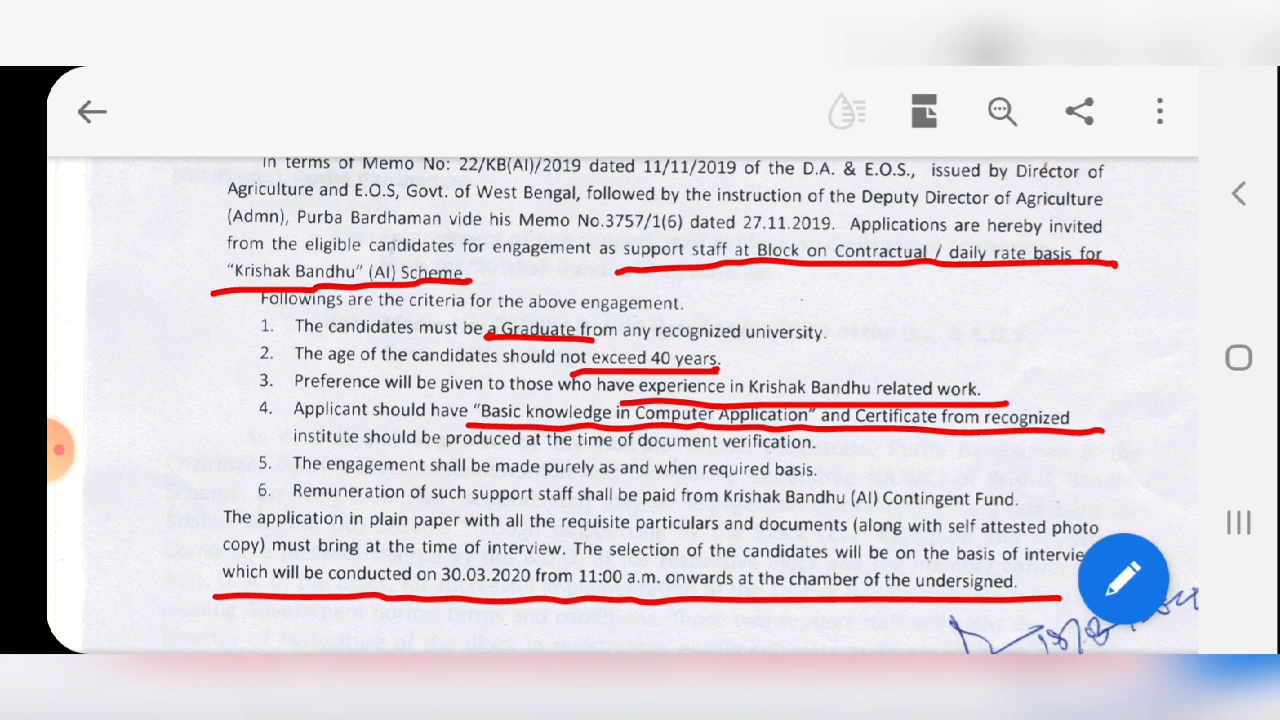 In terms of Memo No: 22/KB(AI)/2019 dated 11/11/2019 of the D.A. & E.O.S., issued by Director of
Agriculture and E.O.S, Govt. of West Bengal, followed by the instruction of the Deputy Director of Agriculture
(Admn), Purba Bardhaman vide his Memo No.3757/1(6) dated 27.11.2019. Applications are hereby invited
from the eligible candidates for engagement as support staff at Block on Contractual / daily rate basis for
"Krishak Bandhu" (AI) Scheme.
Followings are the criteria for the above engagement.
1. The candidates must be a Graduate from any recognized university.
2. The age of the candidates should not exceed 40 years.
3. Preference will be given to those who have experience in Krishak Bandhu related work.
4. Applicant should have "Basic knowledge in Computer Application" and Certificate from recognized
institute should be produced at the time of document verification.
5. The engagement shall be made purely as and when required basis.
6. Remuneration of such support staff shall be paid from Krishak Bandhu (AI) Contingent Fund.
The application in plain paper with all the requisite particulars and documents (along with self attested photo
copy) must bring at the time of interview. The selection of the candidates will be on the basis of interview
which will be conducted on 30.03.2020 from 11:00 a.m. onwards at the chamber of the undersigned.